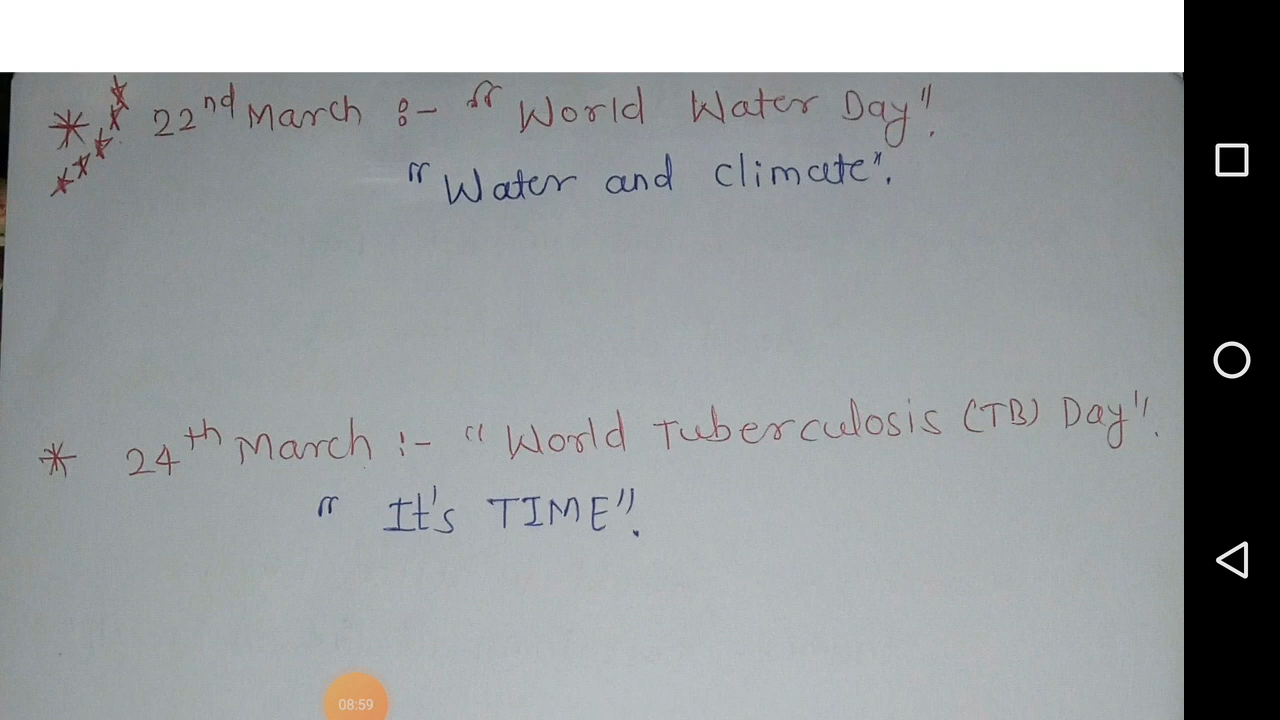 * 22nd March :- "World Water Day".
"Water and climate".
* 24th March :- "World Tuberculosis (TB) Day".
"It's TIME".
08:59